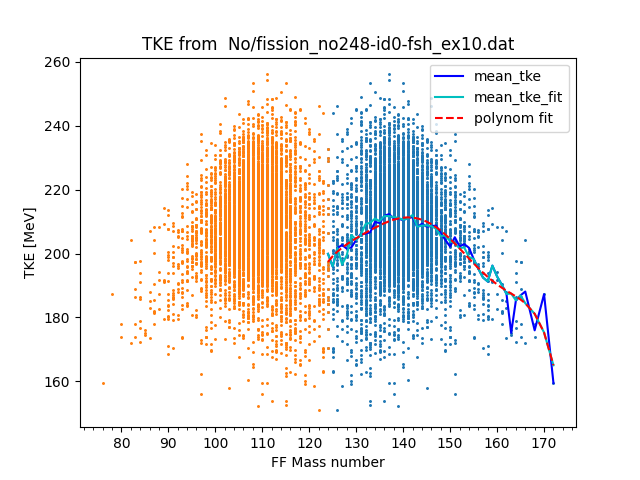 TKE from  No/fission_no248-id0-fsh_ex10.dat
TKE [MeV]
260
240
220
200
180
160
mean_tke
mean_tke_fit
polynom fit
80 90 100 110 120 130 140 150 160 170
FF Mass number